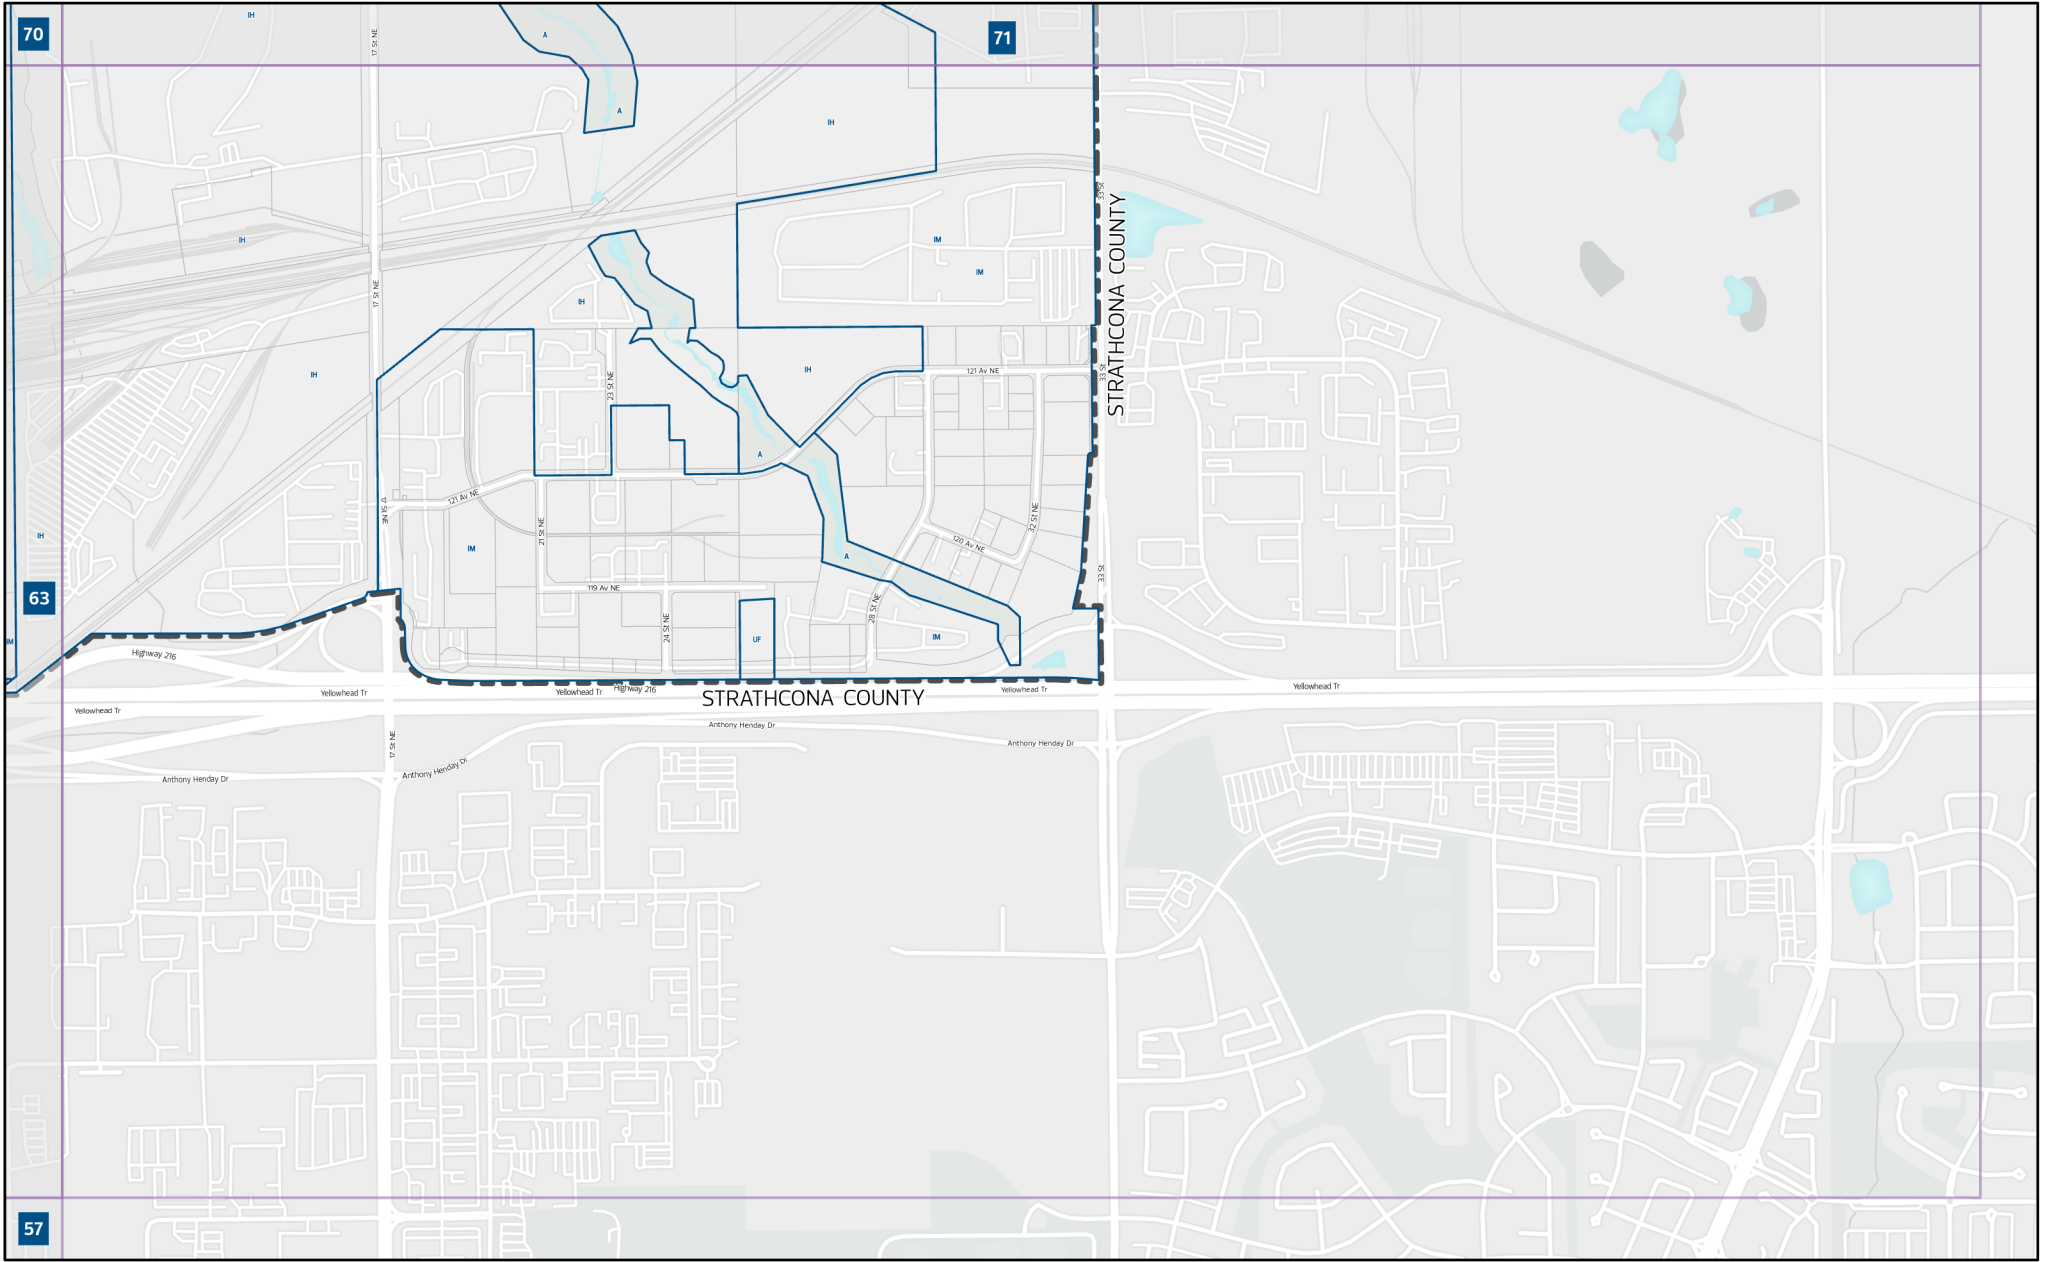 70
IH
17 St NE
A
71
A
IH
33 St
IH
IM
IM
STRATHCONA COUNTY
17 St NE
IH
IH
IH
23 St NE
121 Av NE
33 St
A
121 Av NE
17 St NE
IH
IM
21 St NE
A
120 Av NE
32 St NE
33 St
63
119 Av NE
28 St NE
24 St NE
UF
IM
IM
Highway 216
Yellowhead Tr
Yellowhead Tr
Highway 216
STRATHCONA COUNTY
Yellowhead Tr
Yellowhead Tr
Yellowhead Tr
Anthony Henday Dr
17 St NE
Anthony Henday Dr
Anthony Henday Dr
Anthony Henday Dr
57